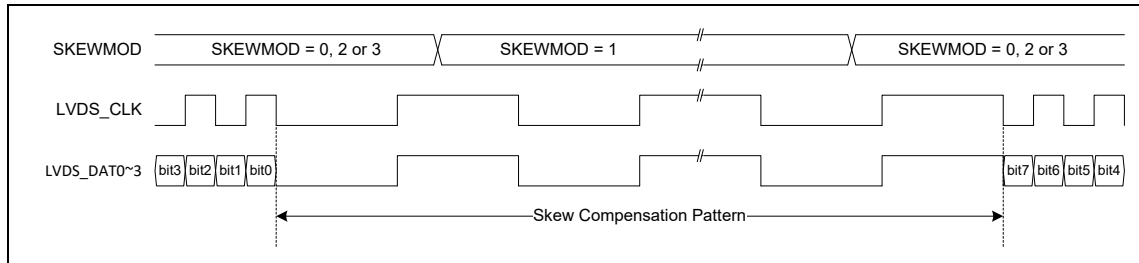 SKEWMOD SKEWMOD = 0, 2 or 3 SKEWMOD = 1 SKEWMOD = 0, 2 or 3
LVDS_CLK
LVDS_DAT0~3 bit3 bit2 bit1 bit0 bit7 bit6 bit5 bit4
Skew Compensation Pattern